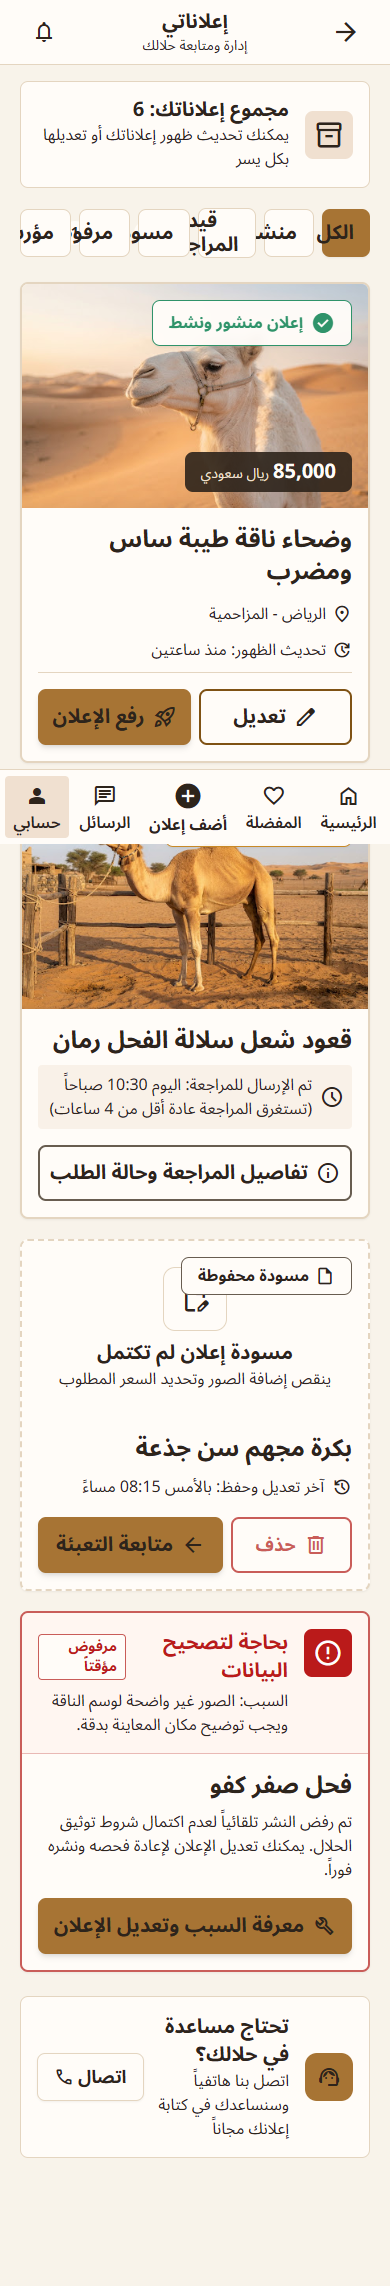 إعلاناتي
إدارة ومتابعة حلالك
مجموع إعلاناتك: 6
يمكنك تحديث ظهور إعلاناتك أو تعديلها
بكل يسر
الكل
منش
قيد
المراج
مسو
مرفو
مؤر
إعلان منشور ونشط
85,000 ريال سعودي
وضحاء ناقة طيبة ساس
ومضرب
الرياض - المزاحمية
تحديث الظهور: منذ ساعتين
تعديل
رفع الإعلان
الرئيسية
المفضلة
أضف إعلان
الرسائل
حسابي
قعود شعل سلالة الفحل رمان
تم الإرسال للمراجعة: اليوم 10:30 صباحاً
(تستغرق المراجعة عادة أقل من 4 ساعات)
تفاصيل المراجعة وحالة الطلب
مسودة محفوظة
مسودة إعلان لم تكتمل
ينقص إضافة الصور وتحديد السعر المطلوب
بكرة مجهم سن جذعة
آخر تعديل وحفظ: بالأمس 08:15 مساءً
حذف
متابعة التعبئة
بحاجة لتصحيح
البيانات
مرفوض
مؤقتاً
السبب: الصور غير واضحة لوسم الناقة
ويجب توضيح مكان المعاينة بدقة.
فحل صفر كفو
تم رفض النشر تلقائياً لعدم اكتمال شروط توثيق
الحلال. يمكنك تعديل الإعلان لإعادة فحصه ونشره
فوراً.
معرفة السبب وتعديل الإعلان
تحتاج مساعدة
في حلالك؟
اتصل بنا هاتفياً
وسنساعدك في كتابة
إعلانك مجاناً
اتصال